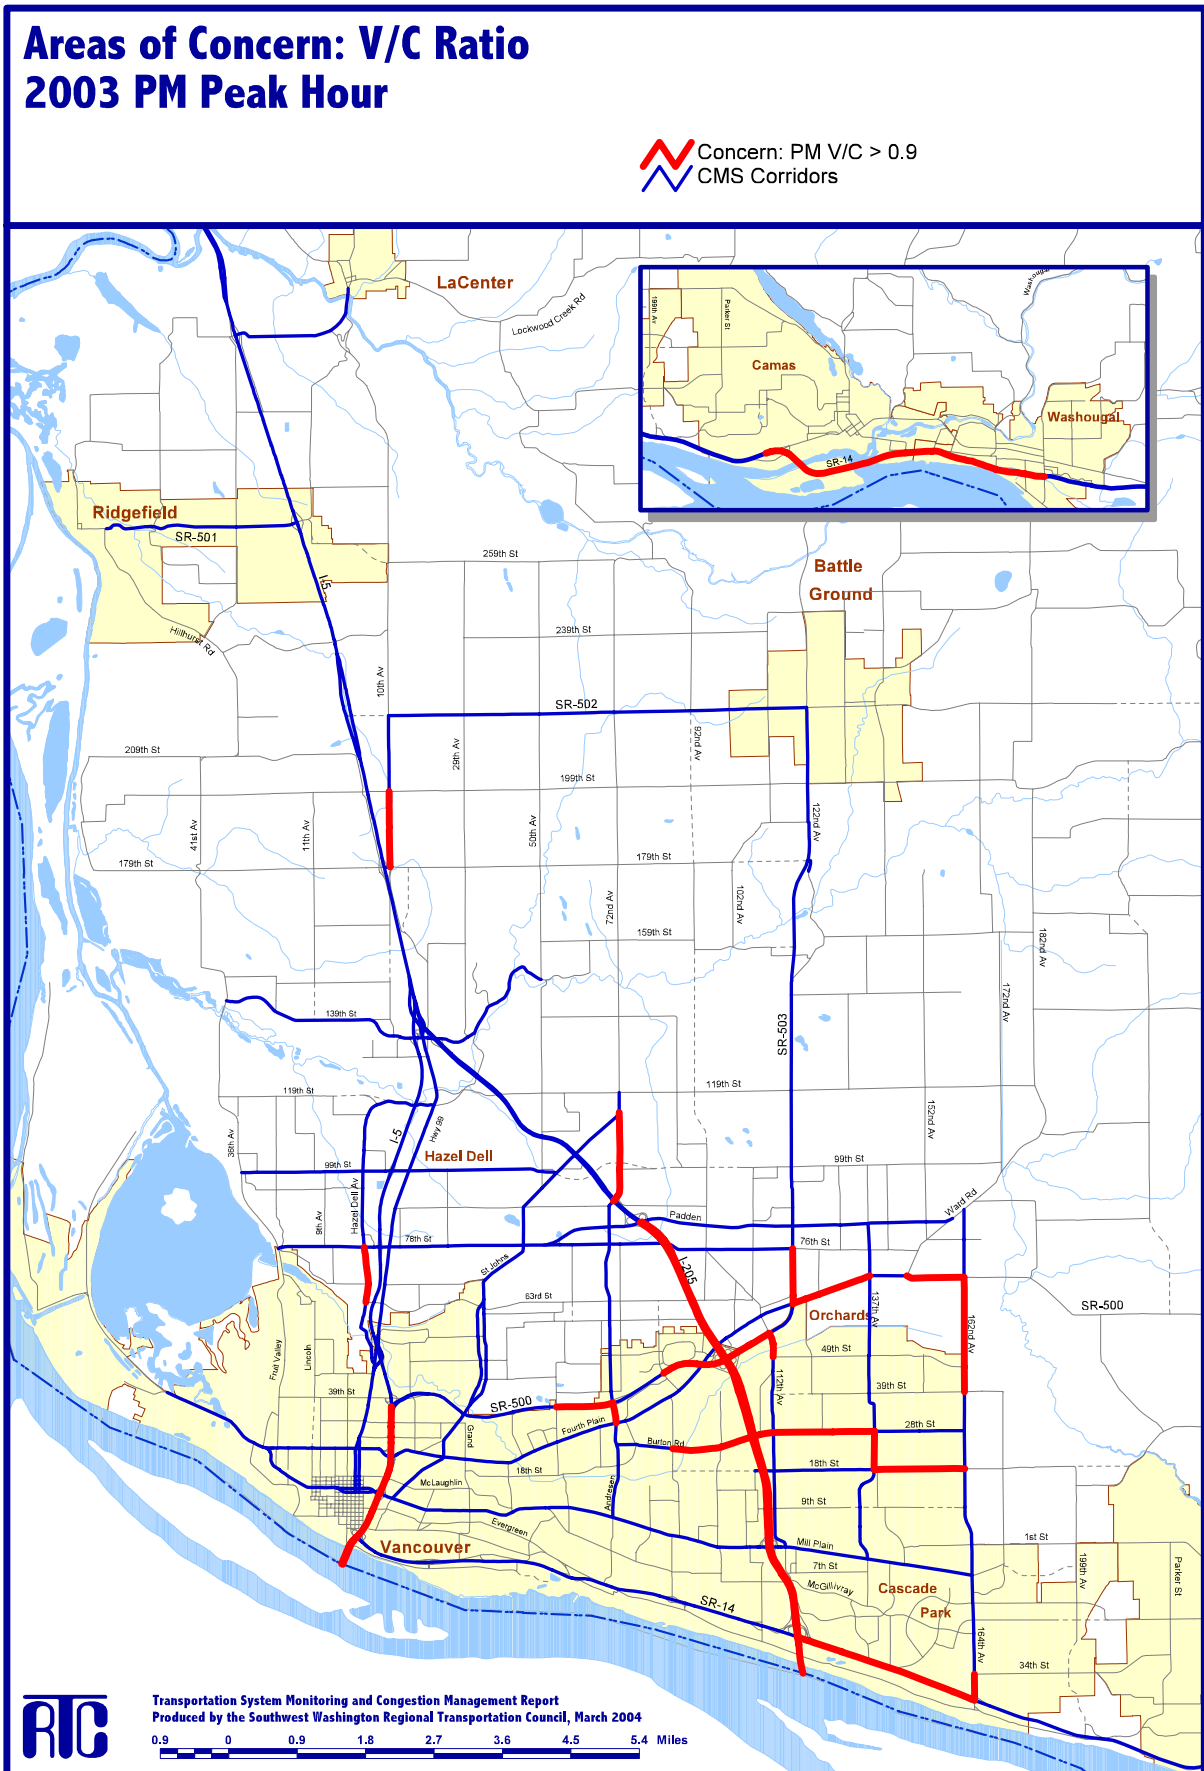 Areas of Concern: V/C Ratio
2003 PM Peak Hour
Concern: PM V/C > 0.9
CMS Corridors
LaCenter
Lockwood Creek Rd
199th Av
Parker St
Camas
Washougal
SR-14
Ridgefield
SR-501
I-5
Hillhurst Rd
259th St
Battle
Ground
239th St
10th Av
SR-502
209th St
29th Av
92nd Av
199th St
41st Av
11th Av
50th Av
122nd Av
179th St
179th St
72nd Av
102nd Av
159th St
182nd Av
172nd Av
139th St
SR-503
119th St
119th St
36th Av
I-5
Hwy 99
152nd Av
Hazel Dell
99th St
99th St
9th Av
Hazel Dell Av
Padden
Ward Rd
78th St
76th St
St Johns
I-205
63rd St
SR-500
Orchards
137th Av
162nd Av
Fruit Valley
Lincoln
49th St
112th Av
39th St
39th St
SR-500
Grand
Fourth Plain
28th St
Burton Rd
18th St
18th St
McLaughlin
Andresen
9th St
Evergreen
1st St
Vancouver
Mill Plain
7th St
199th Av
Parker St
McGillivray
Cascade
Park
SR-14
164th Av
34th St
RTC
Transportation System Monitoring and Congestion Management Report
Produced by the Southwest Washington Regional Transportation Council, March 2004
0.9 0 0.9 1.8 2.7 3.6 4.5 5.4 Miles